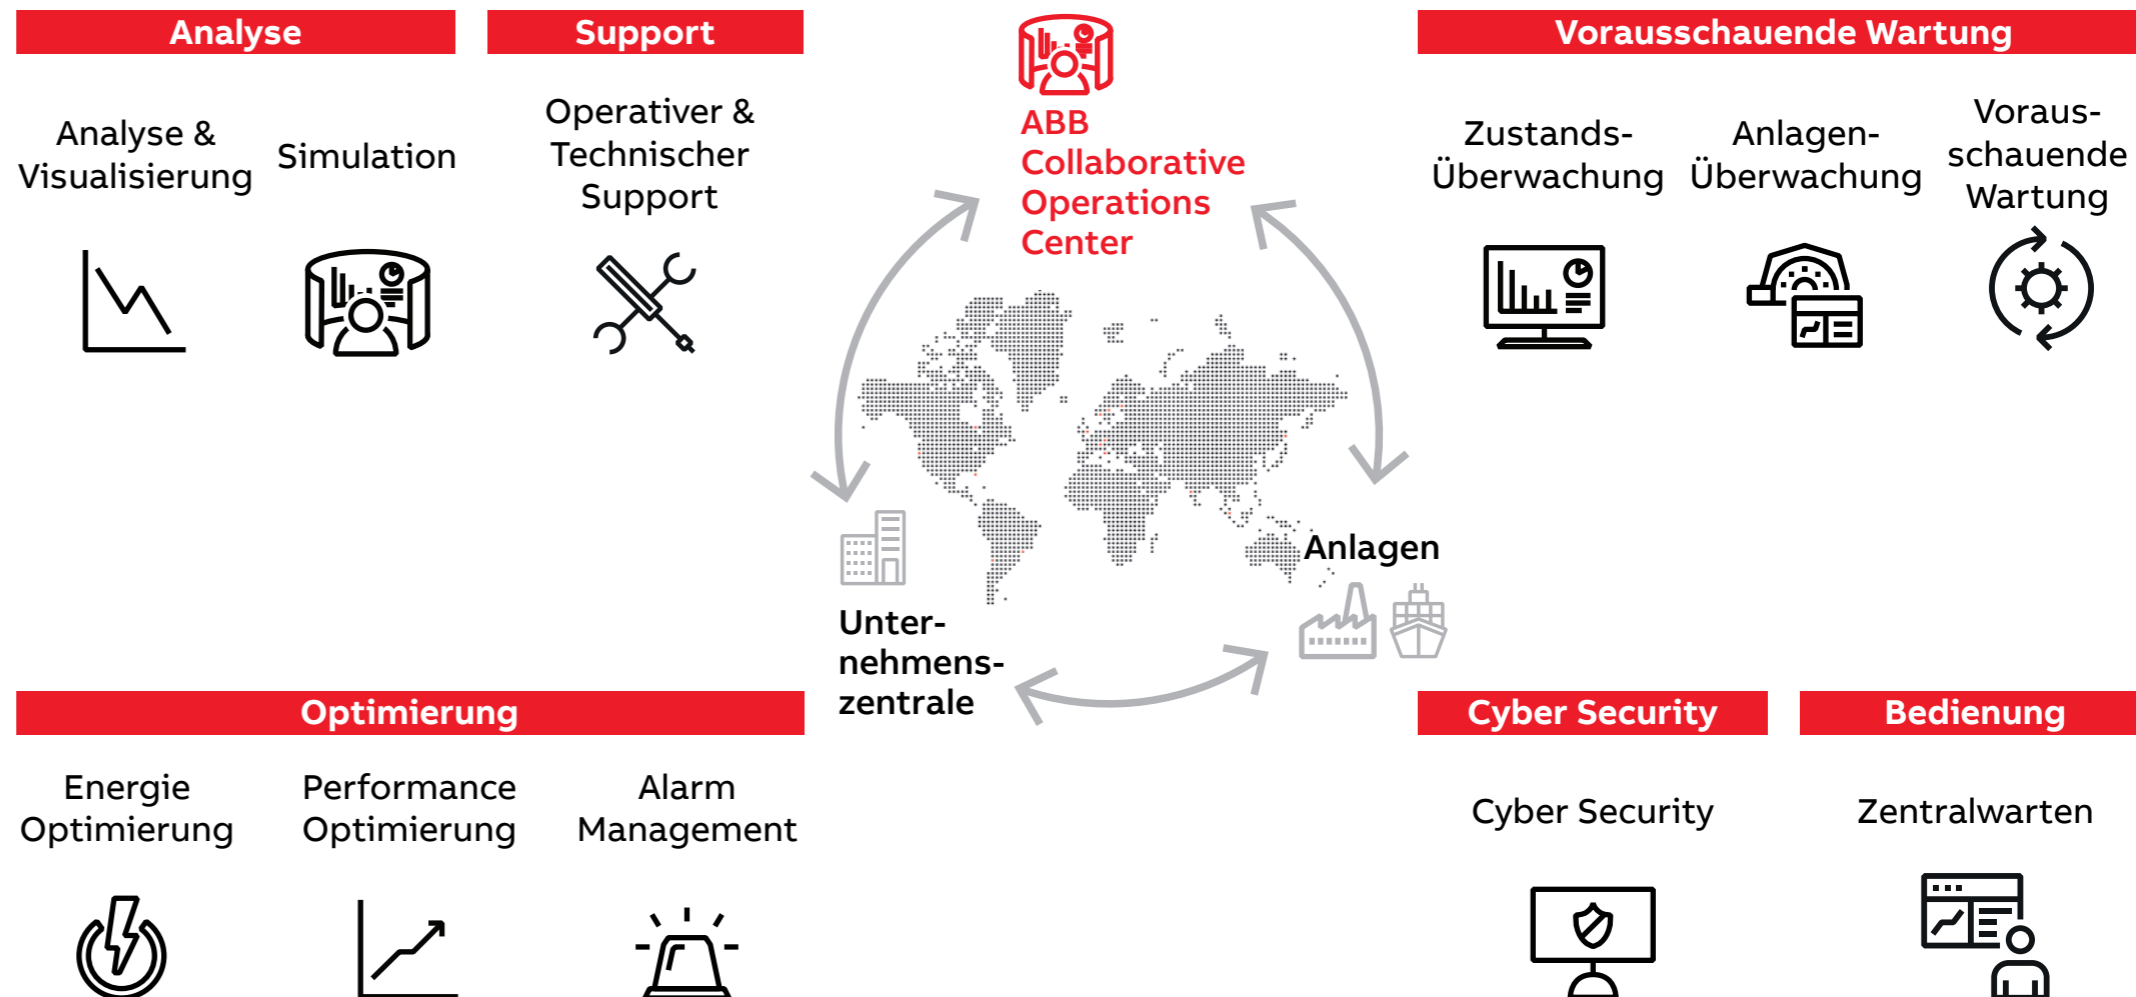 Analyse
Analyse &
Visualisierung
Simulation
Support
Operativer &
Technischer
Support
ABB
Collaborative
Operations
Center
Vorausschauende Wartung
Zustands-
Überwachung
Anlagen-
Überwachung
Voraus-
schauende
Wartung
Anlagen
Unter-
nehmens-
zentrale
Optimierung
Energie
Optimierung
Performance
Optimierung
Alarm
Management
Cyber Security
Cyber Security
Bedienung
Zentralwarten